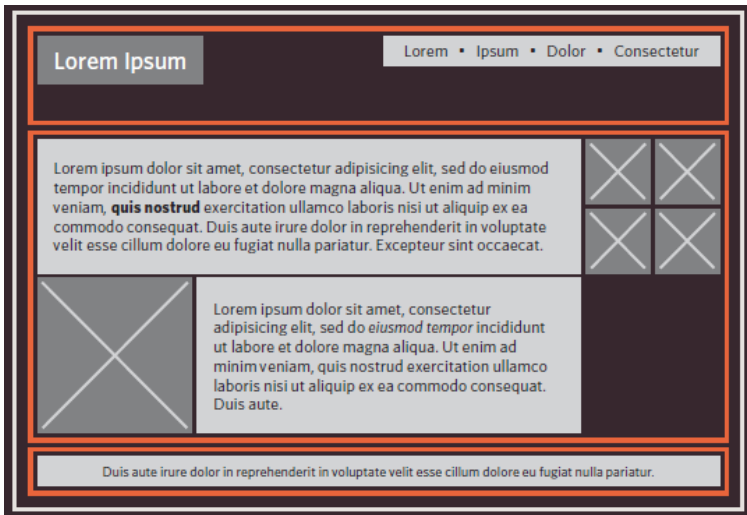 Lorem Ipsum
Lorem ▪ Ipsum ▪ Dolor ▪ Consectetur
Lorem ipsum dolor sit amet, consectetur adipisicing elit, sed do eiusmod
tempor incididunt ut labore et dolore magna aliqua. Ut enim ad minim
veniam, quis nostrud exercitation ullamco laboris nisi ut aliquip ex ea
commodo consequat. Duis aute irure dolor in reprehenderit in voluptate
velit esse cillum dolore eu fugiat nulla pariatur. Excepteur sint occaecat.
Lorem ipsum dolor sit amet, consectetur
adipisicing elit, sed do eiusmod tempor incididunt
ut labore et dolore magna aliqua. Ut enim ad
minim veniam, quis nostrud exercitation ullamco
laboris nisi ut aliquip ex ea commodo consequat.
Duis aute.
Duis aute irure dolor in reprehenderit in voluptate velit esse cillum dolore eu fugiat nulla pariatur.